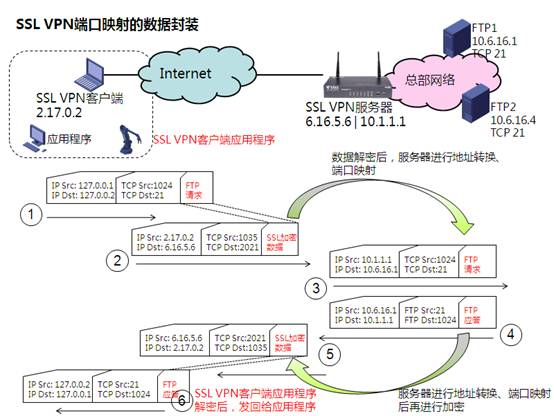 SSL VPN端口映射的数据封装
Internet
总部网络
FTP1
10.6.16.1
TCP 21
FTP2
10.6.16.4
TCP 21
SSL VPN客户端
2.17.0.2
SSL VPN服务器
6.16.5.6|10.1.1.1
应用程序
SSL VPN客户端应用程序
数据解密后，服务器进行地址转换、
端口映射
IP Src: 127.0.0.1 TCP Src:1024 FTP
IP Dst: 127.0.0.2 TCP Dst:21 请求
①
IP Src: 2.17.0.2 TCP Src:1035 SSL加密
IP Dst: 6.16.5.6 TCP Dst:2021 数据
②
IP Src: 10.1.1.1 TCP Src:1024 FTP
IP Dst: 10.6.16.1 TCP Dst:21 请求
③
IP Src: 10.6.16.1 FTP Src:21 FTP
IP Dst: 10.1.1.1 FTP Dst:1024 应答
④
IP Src: 6.16.5.6 TCP Src:2021 SSL加密
IP Dst: 2.17.0.2 TCP Dst:1035 数据
⑤
IP Src: 127.0.0.2 TCP Src:21 FTP
IP Dst: 127.0.0.1 TCP Dst:1024 应答
⑥
SSL VPN客户端应用程序
解密后，发回给应用程序
服务器进行地址转换、端口映射
后再进行加密